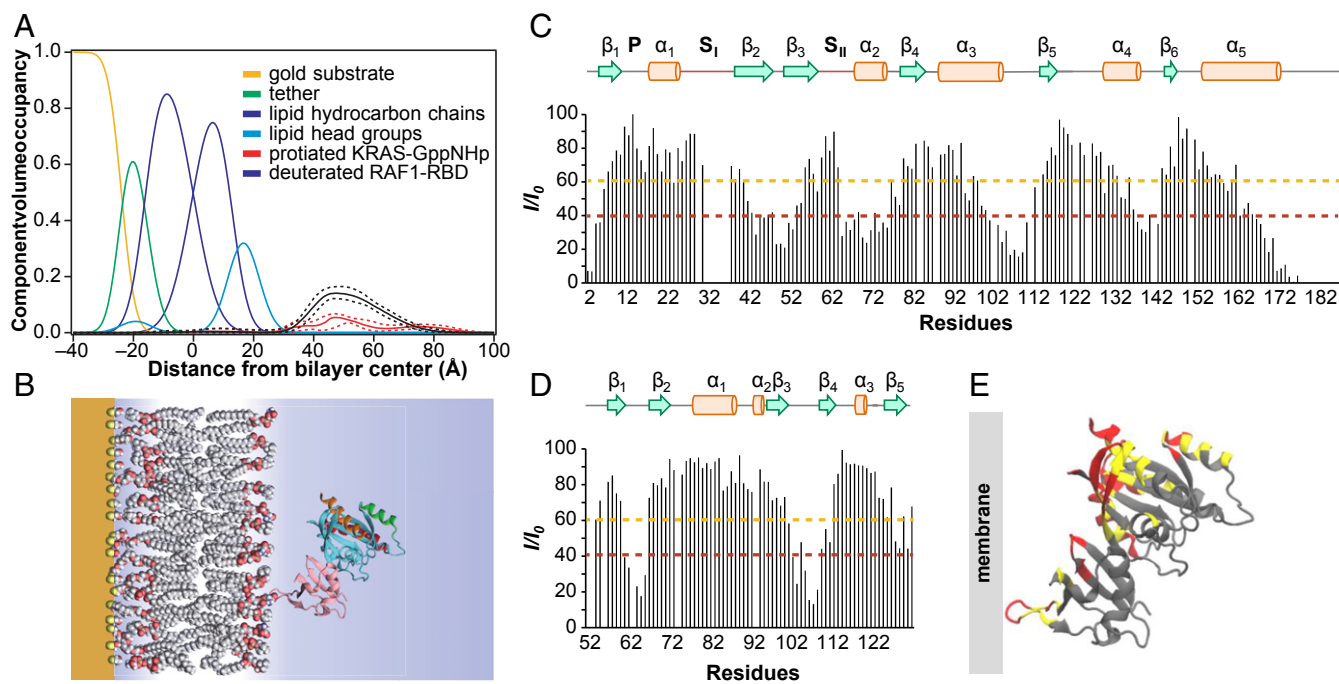 A
Componentvolumeoccupancy
1.0
0.8
0.6
0.4
0.2
0.0
gold substrate
tether
lipid hydrocarbon chains
lipid head groups
protiated KRAS-GppNHp
deuterated RAF1-RBD
−40 −20 0 20 40 60 80 100
Distance from bilayer center (Å)
B
C
β1 P α1 SI β2 β3 SII α2 β4 α3 β5 α4 β6 α5
I/I0
100
80
60
40
20
0
2 12 22 32 42 52 62 72 82 92 102 112 122 132 142 152 162 172 182
Residues
D
β1 β2 α1 α2 β3 β4 α3 β5
I/I0
100
80
60
40
20
0
52 62 72 82 92 102 112 122
Residues
E
membrane